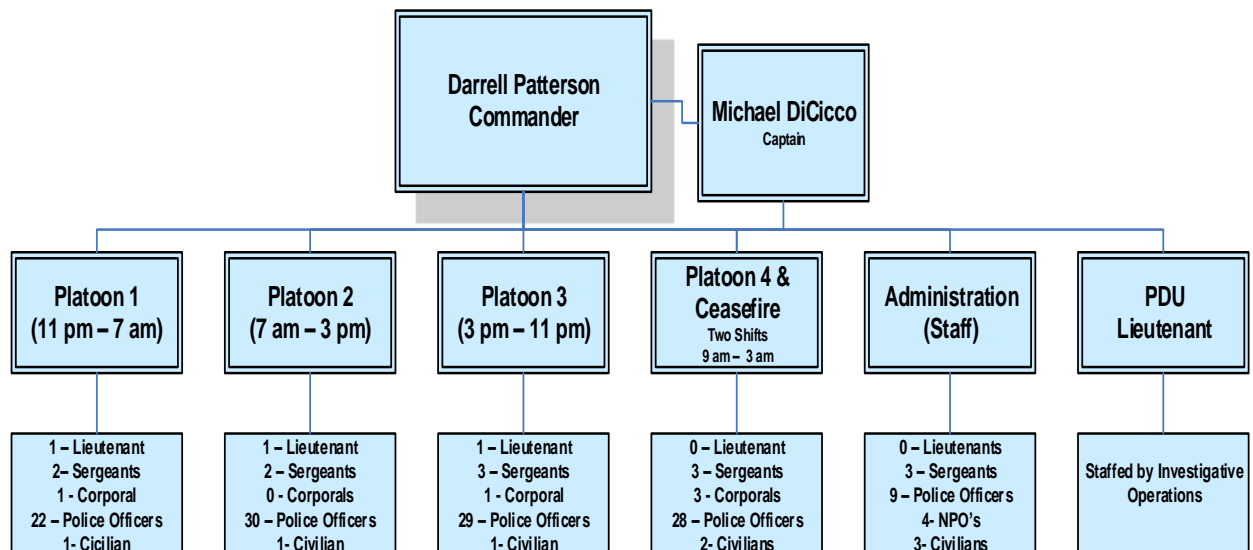 Darrell Patterson
Commander
Michael DiCicco
Captain
Platoon 1
(11 pm – 7 am)
Platoon 2
(7 am – 3 pm)
Platoon 3
(3 pm – 11 pm)
Platoon 4 &
Ceasefire
Two Shifts
9 am – 3 am
Administration
(Staff)
PDU
Lieutenant
1 – Lieutenant
2– Sergeants
1 - Corporal
22 – Police Officers
1- Cicilian
1 – Lieutenant
2 – Sergeants
0 - Corporals
30 – Police Officers
1- Civilian
1 – Lieutenant
3 – Sergeants
1 - Corporal
29 – Police Officers
1- Civilian
0 – Lieutenant
3 – Sergeants
3 - Corporals
28 – Police Officers
2- Civilians
0 – Lieutenants
3 – Sergeants
9 – Police Officers
4- NPO's
3- Civilians
Staffed by Investigative
Operations